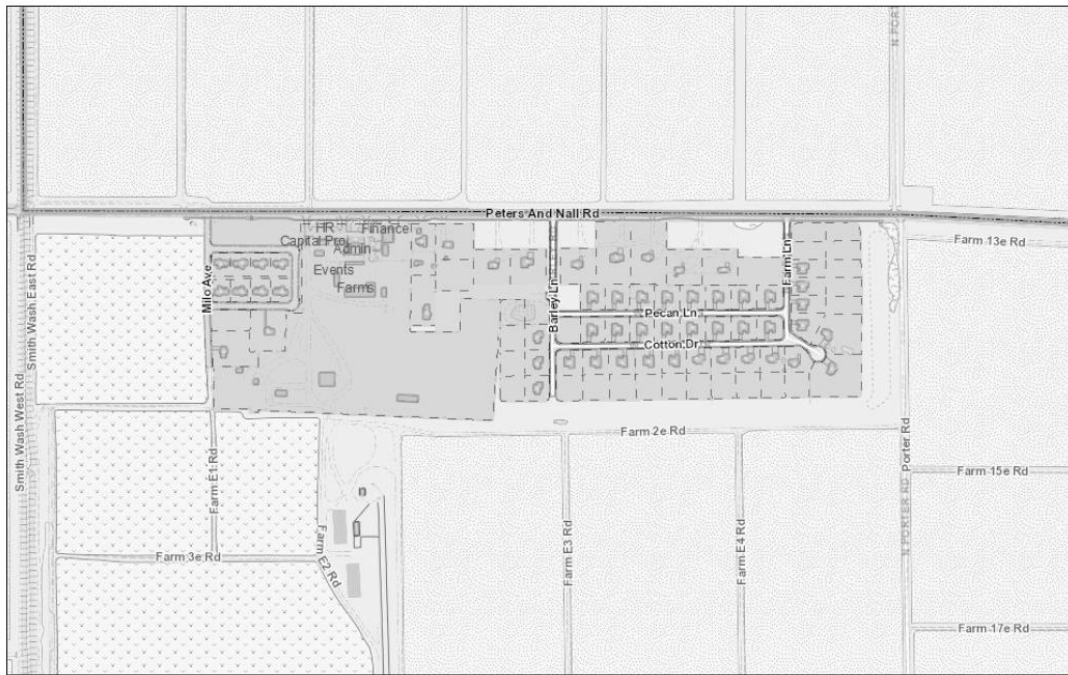 N PORT
Peters And Nall Rd
HR
Finance
Capital Proj
Admin
Events
Farms
Milo Ave
Smith Wash East Rd
Smith Wash West Rd
Barley Ln
Farm Ln
Pecan Ln
Cotton Dr
Farm 13e Rd
Farm 2e Rd
Porter Rd
N PORTER RD
Farm 15e Rd
Farm E1 Rd
Farm E2 Rd
Farm E3 Rd
Farm E4 Rd
Farm 3e Rd
Farm 17e Rd